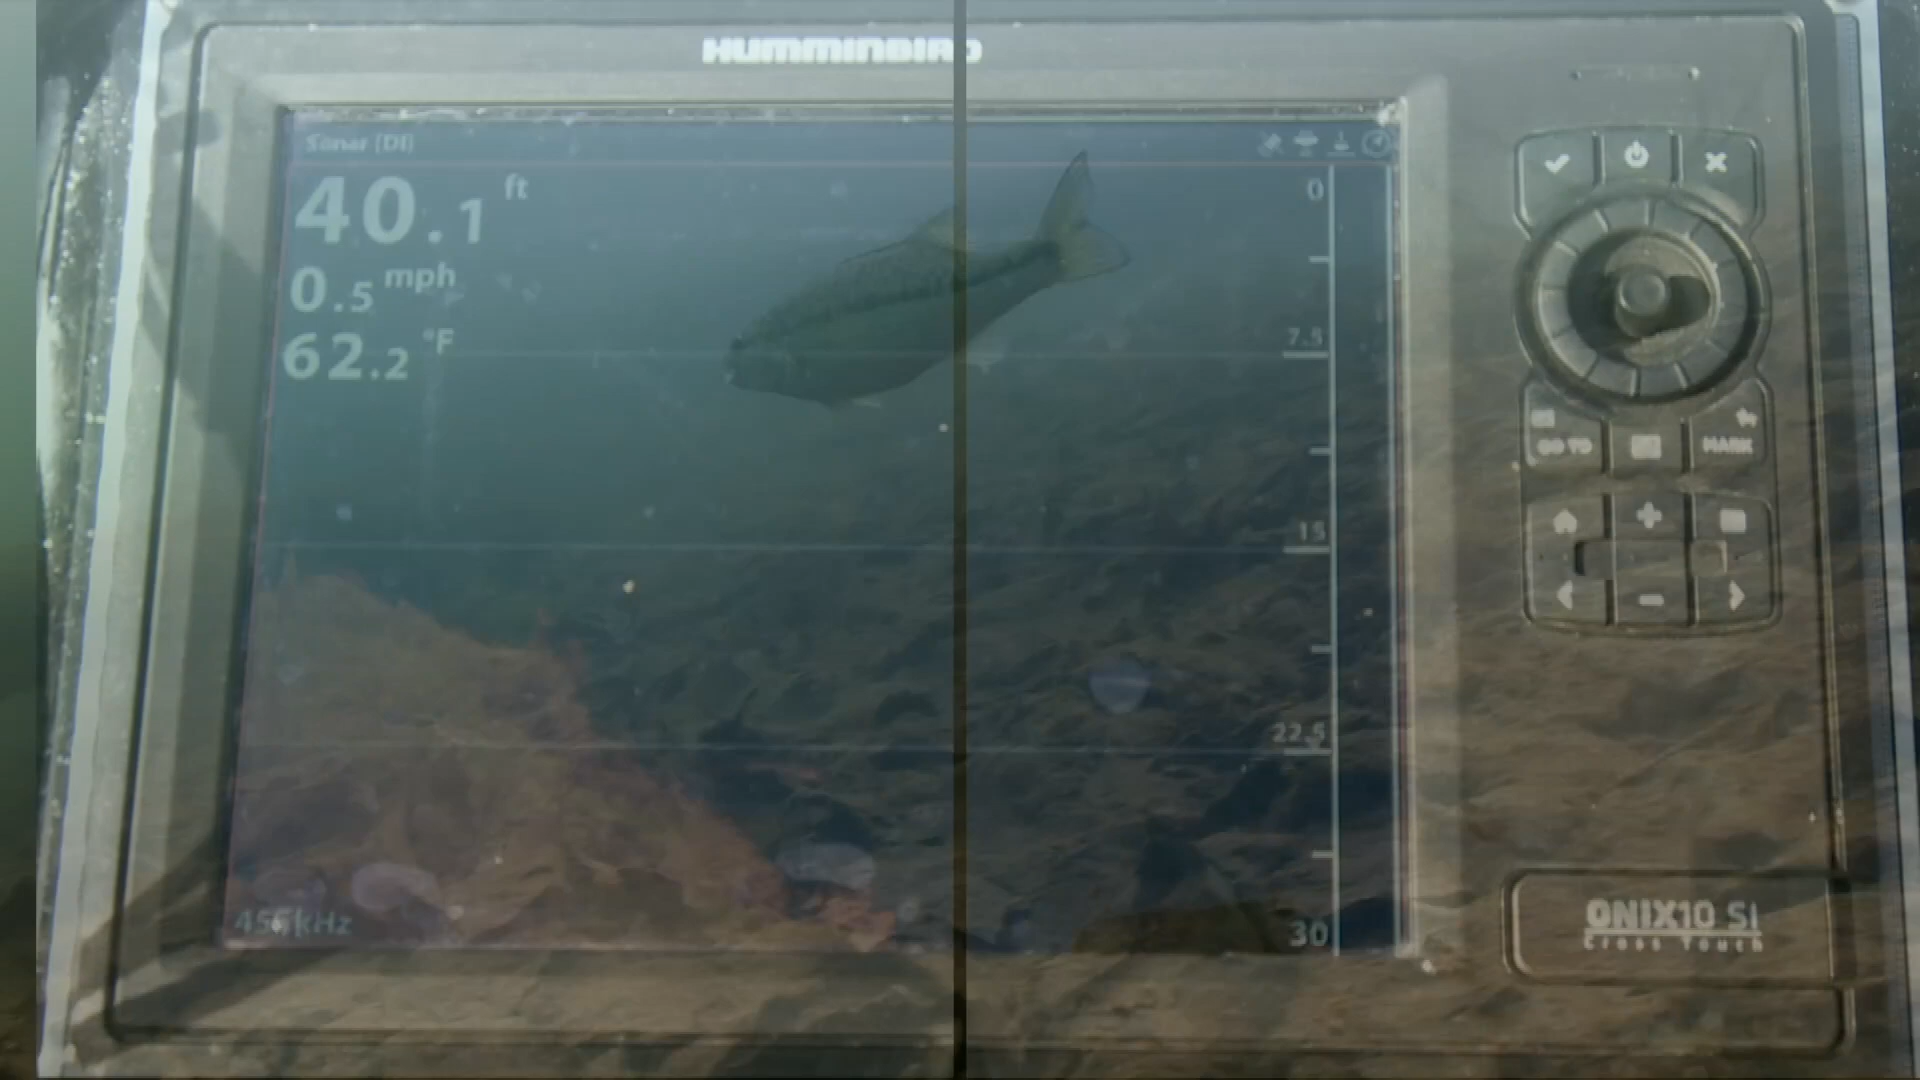 HUMMINBIRD
Sonar (DI)
40.1 ft
0.5 mph
62.2 °F
0
7.5
15
22.5
30
455kHz
GO TO
MARK
ONIX10 SI
Cross Touch